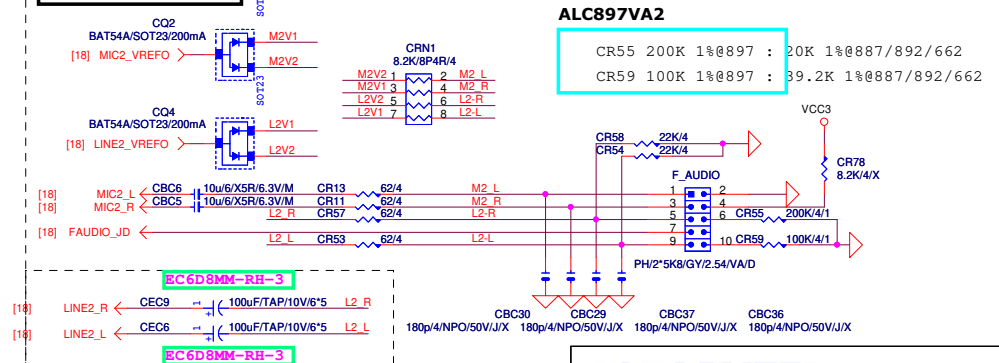 SOT
ALC897VA2
CQ2
BAT54A/SOT23/200mA
M2V1
[18] MIC2_VREFO
M2V2
SOT23
CR55 200K 1%@897 : 20K 1%@887/892/662
CR59 100K 1%@897 : 39.2K 1%@887/892/662
CRN1
8.2K/8P4R/4
M2V2 1 2 M2_L
M2V1 3 4 M2_R
L2V2 5 6 L2-R
L2V1 7 8 L2-L
CQ4
BAT54A/SOT23/200mA
L2V1
[18] LINE2_VREFO
L2V2
VCC3
CR58 22K/4
CR54 22K/4
CR78
8.2K/4/X
F_AUDIO
[18] MIC2_L CBC6 10u/6/X5R/6.3V/M CR13 62/4 M2_L 1 2
[18] MIC2_R CBC5 10u/6/X5R/6.3V/M CR11 62/4 M2_R 3 4
L2_R CR57 62/4 L2-R 5 6 CR55 200K/4/1
[18] FAUDIO_JD 7
L2_L CR53 62/4 L2-L 9 10 CR59 100K/4/1
PH/2*5K8/GY/2.54/VA/D
EC6D8MM-RH-3
[18] LINE2_R CEC9 1 + 100uF/TAP/10V/6*5 L2_R
[18] LINE2_L CEC6 1 + 100uF/TAP/10V/6*5 L2_L
EC6D8MM-RH-3
CBC30 CBC29 CBC37 CBC36
180p/4/NPO/50V/J/X 180p/4/NPO/50V/J/X 180p/4/NPO/50V/J/X 180p/4/NPO/50V/J/X